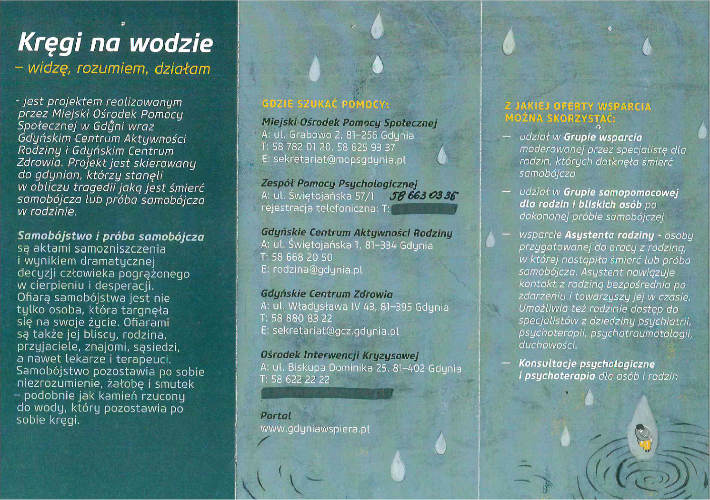 Kręgi na wodzie
– widzę, rozumiem, działam
- jest projektem realizowanym
przez Miejski Ośrodek Pomocy
Społecznej w Gdyni wraz
Gdyńskim Centrum Aktywności
Rodziny i Gdyńskim Centrum
Zdrowia. Projekt jest skierowany
do gdynian, którzy stanęli
w obliczu tragedii jaką jest śmierć
samobójcza lub próba samobójcza
w rodzinie.
Samobójstwo i próba samobójcza
są aktami samozniszczenia
i wynikiem dramatycznej
decyzji człowieka pogrążonego
w cierpieniu i desperacji.
Ofiarą samobójstwa jest nie
tylko osoba, która targnęła
się na swoje życie. Ofiarami
są także jej bliscy, rodzina,
przyjaciele, znajomi, sąsiedzi,
a nawet lekarze i terapeuci.
Samobójstwo pozostawia po sobie
niezrozumienie, żałobę i smutek
– podobnie jak kamień rzucony
do wody, który pozostawia po
sobie kręgi.
GDZIE SZUKAĆ POMOCY:
Miejski Ośrodek Pomocy Społecznej
A: ul. Grabowo 2, 81-256 Gdynia
T: 58 782 01 20, 58 625 93 37
E: sekretariat@mopsgdynia.pl
Zespół Pomocy Psychologicznej
A: ul. Świętojańska 57/1 58 663 03 35
rejestracja telefoniczna: T:
Gdyńskie Centrum Aktywności Rodziny
A: ul. Świętojańska 1, 81-334 Gdynia
T: 58 668 20 50
E: rodzina@gdynia.pl
Gdyńskie Centrum Zdrowia
A: ul. Władysława IV 43, 81-395 Gdynia
T: 58 880 83 22
E: sekretariat@gcz.gdynia.pl
Ośrodek Interwencji Kryzysowej
A: ul. Biskupa Dominika 25, 81-402 Gdynia
T: 58 622 22 22
Portal
www.gdyniawspiera.pl
Z JAKIEJ OFERTY WSPARCIA
MOŻNA SKORZYSTAĆ:
— udział w Grupie wsparcia
moderowanej przez specjalistę dla
rodzin, których dotknęła śmierć
samobójcza
— udział w Grupie samopomocowej
dla rodzin i bliskich osób po
dokonanej próbie samobójczej
— wsparcie Asystenta rodziny - osoby
przygotowanej do pracy z rodziną,
w której nastąpiła śmierć lub próba
samobójcza. Asystent nawiązuje
kontakt z rodziną bezpośrednio po
zdarzeniu i towarzyszy jej w czasie.
Umożliwia też rodzinie dostęp do
specjalistów z dziedziny psychiatrii,
psychoterapii, psychotraumatologii,
duchowości.
— Konsultacje psychologiczne
i psychoterapia dla osób i rodzin